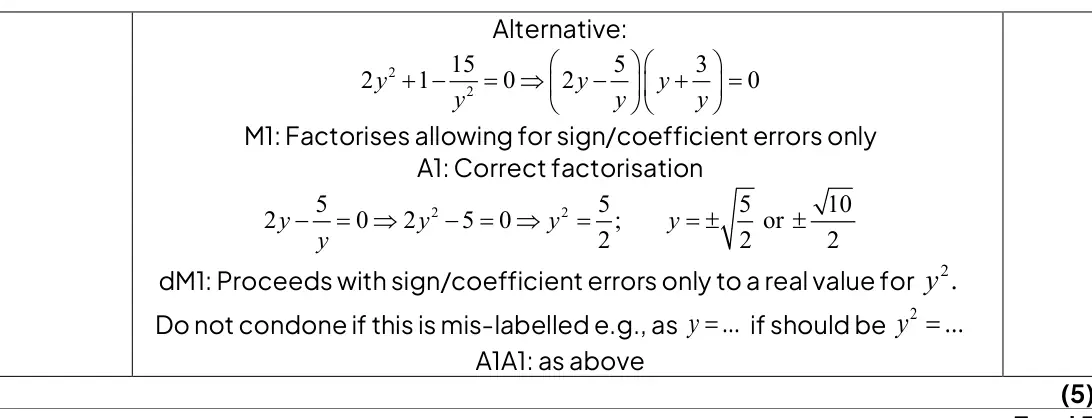 Alternative:
2y² + 1 − 15/y² = 0 ⇒ (2y − 5/y)(y + 3/y) = 0
M1: Factorises allowing for sign/coefficient errors only
A1: Correct factorisation
2y − 5/y = 0 ⇒ 2y² − 5 = 0 ⇒ y² = 5/2; y = ±√(5/2) or ±√10/2
dM1: Proceeds with sign/coefficient errors only to a real value for y².
Do not condone if this is mis-labelled e.g., as y = ... if should be y² = ...
A1A1: as above
(5)